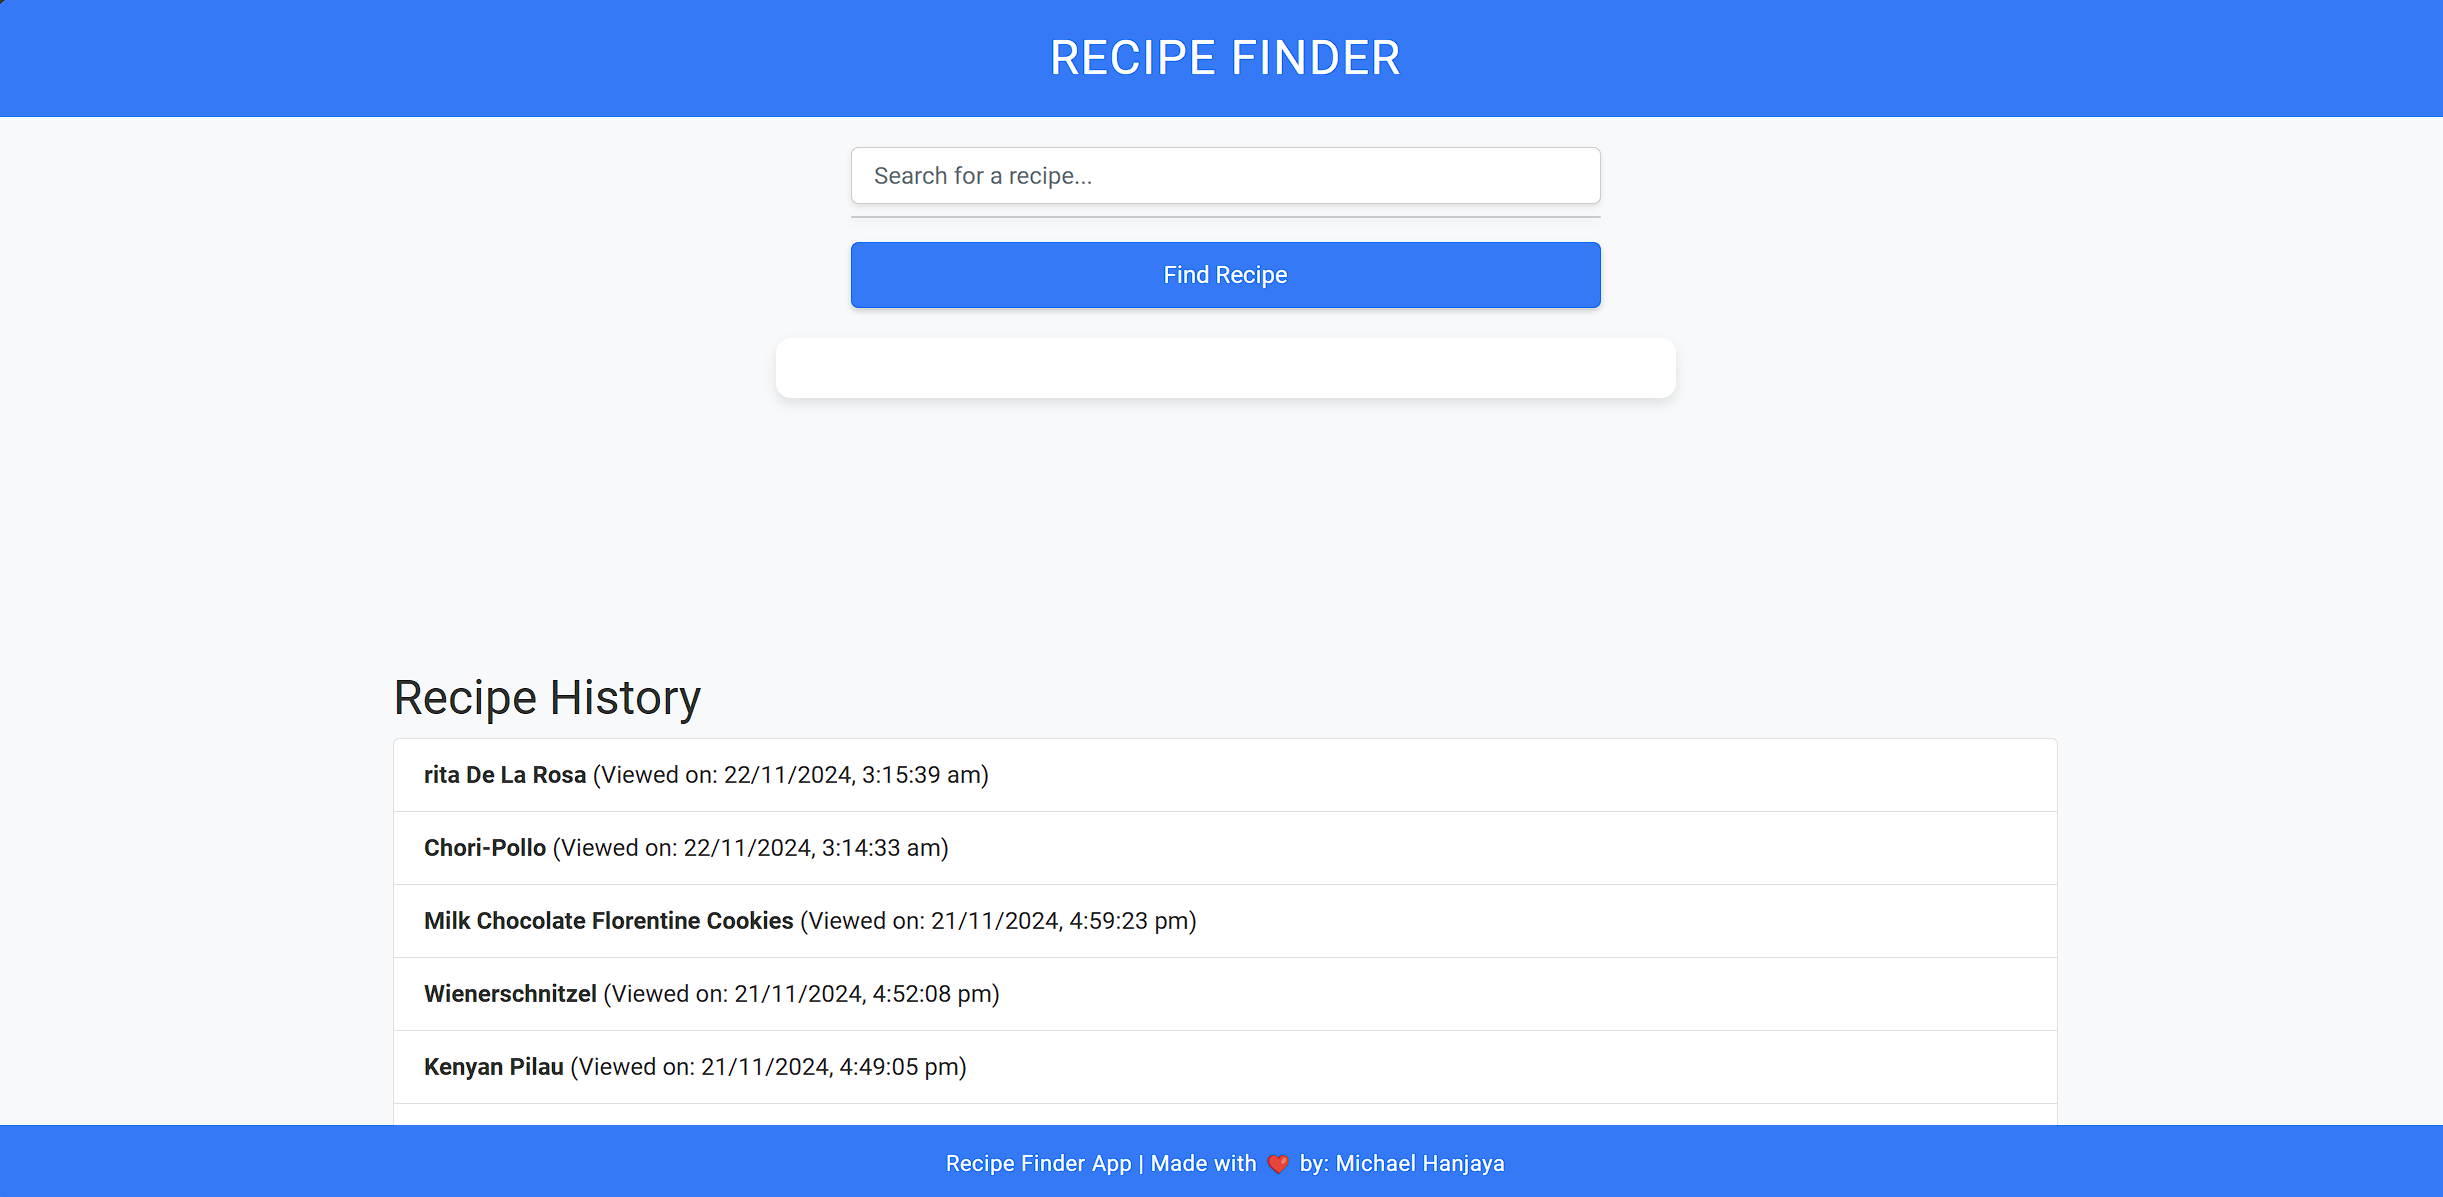 RECIPE FINDER
Search for a recipe...
Find Recipe
Recipe History
rita De La Rosa (Viewed on: 22/11/2024, 3:15:39 am)
Chori-Pollo (Viewed on: 22/11/2024, 3:14:33 am)
Milk Chocolate Florentine Cookies (Viewed on: 21/11/2024, 4:59:23 pm)
Wienerschnitzel (Viewed on: 21/11/2024, 4:52:08 pm)
Kenyan Pilau (Viewed on: 21/11/2024, 4:49:05 pm)
Recipe Finder App | Made with ❤️ by: Michael Hanjaya